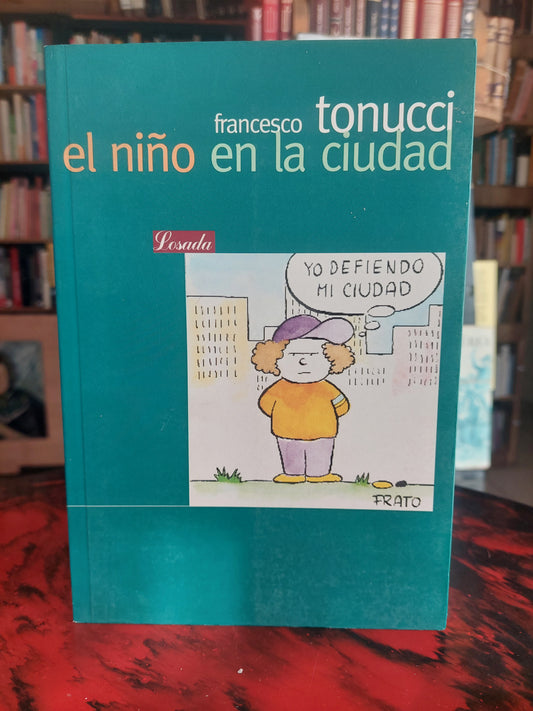 francesco tonucci
el niño en la ciudad
Losada
YO DEFIENDO
MI CIUDAD
FRATO